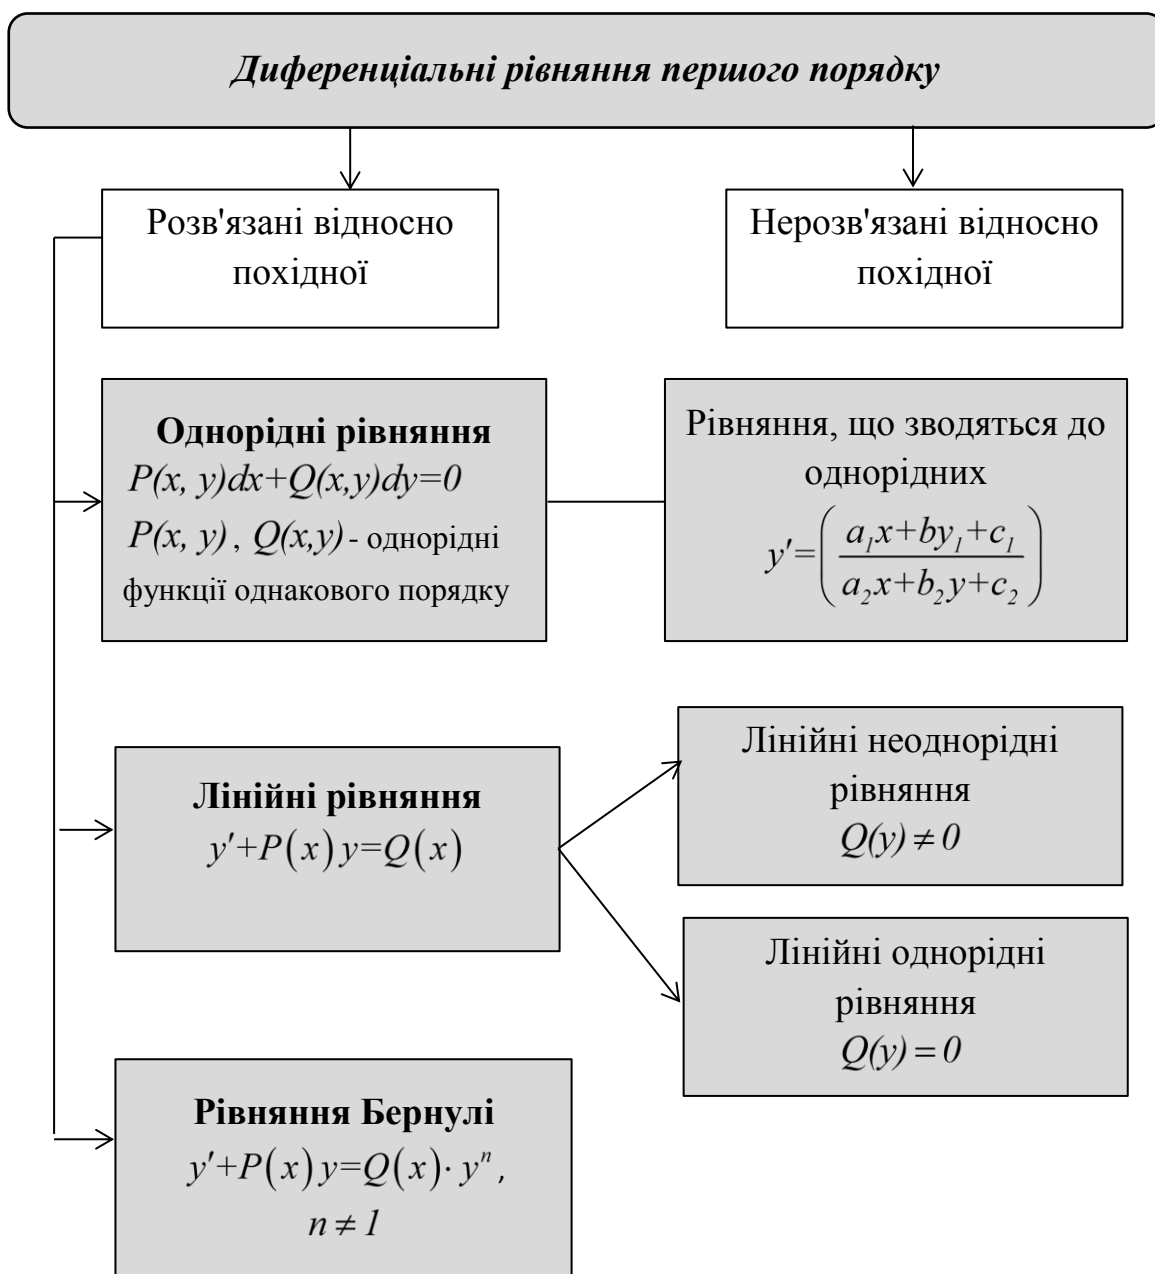 Диференціальні рівняння першого порядку
Розв'язані відносно
похідної
Нерозв'язані відносно
похідної
Однорідні рівняння
P(x, y)dx+Q(x,y)dy=0
P(x, y), Q(x,y) - однорідні
функції однакового порядку
Рівняння, що зводяться до
однорідних
y′=(a₁x+by₁+c₁ / a₂x+b₂y+c₂)
Лінійні рівняння
y′+P(x)y=Q(x)
Лінійні неоднорідні
рівняння
Q(y) ≠ 0
Лінійні однорідні
рівняння
Q(y) = 0
Рівняння Бернулі
y′+P(x)y=Q(x)· yⁿ,
n ≠ 1